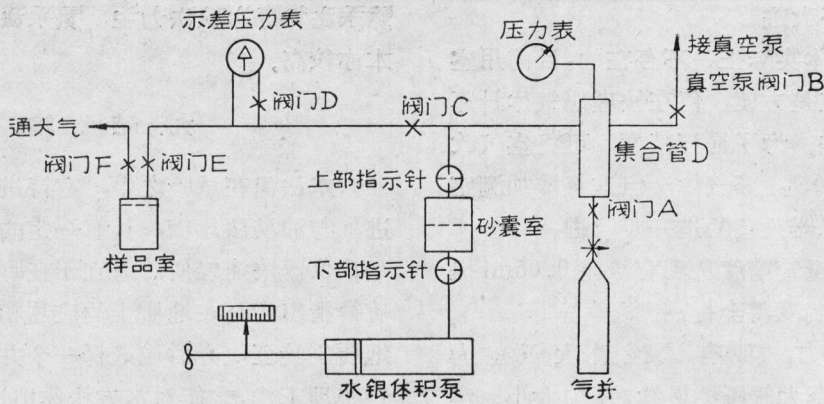 示差压力表
压力表
接真空泵
真空泵阀门B
阀门D
阀门C
通大气
阀门F
阀门E
集合管D
上部指示针
阀门A
砂囊室
样品室
下部指示针
水银体积泵
气并